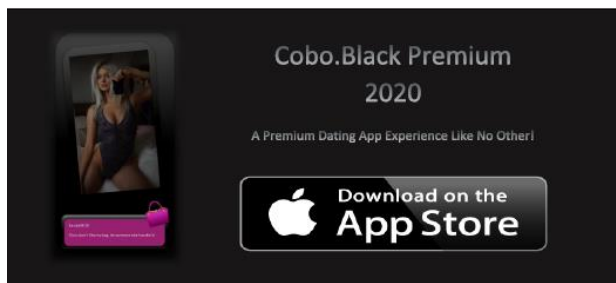 Cobo.Black Premium
2020
A Premium Dating App Experience Like No Other!
Download on the
App Store